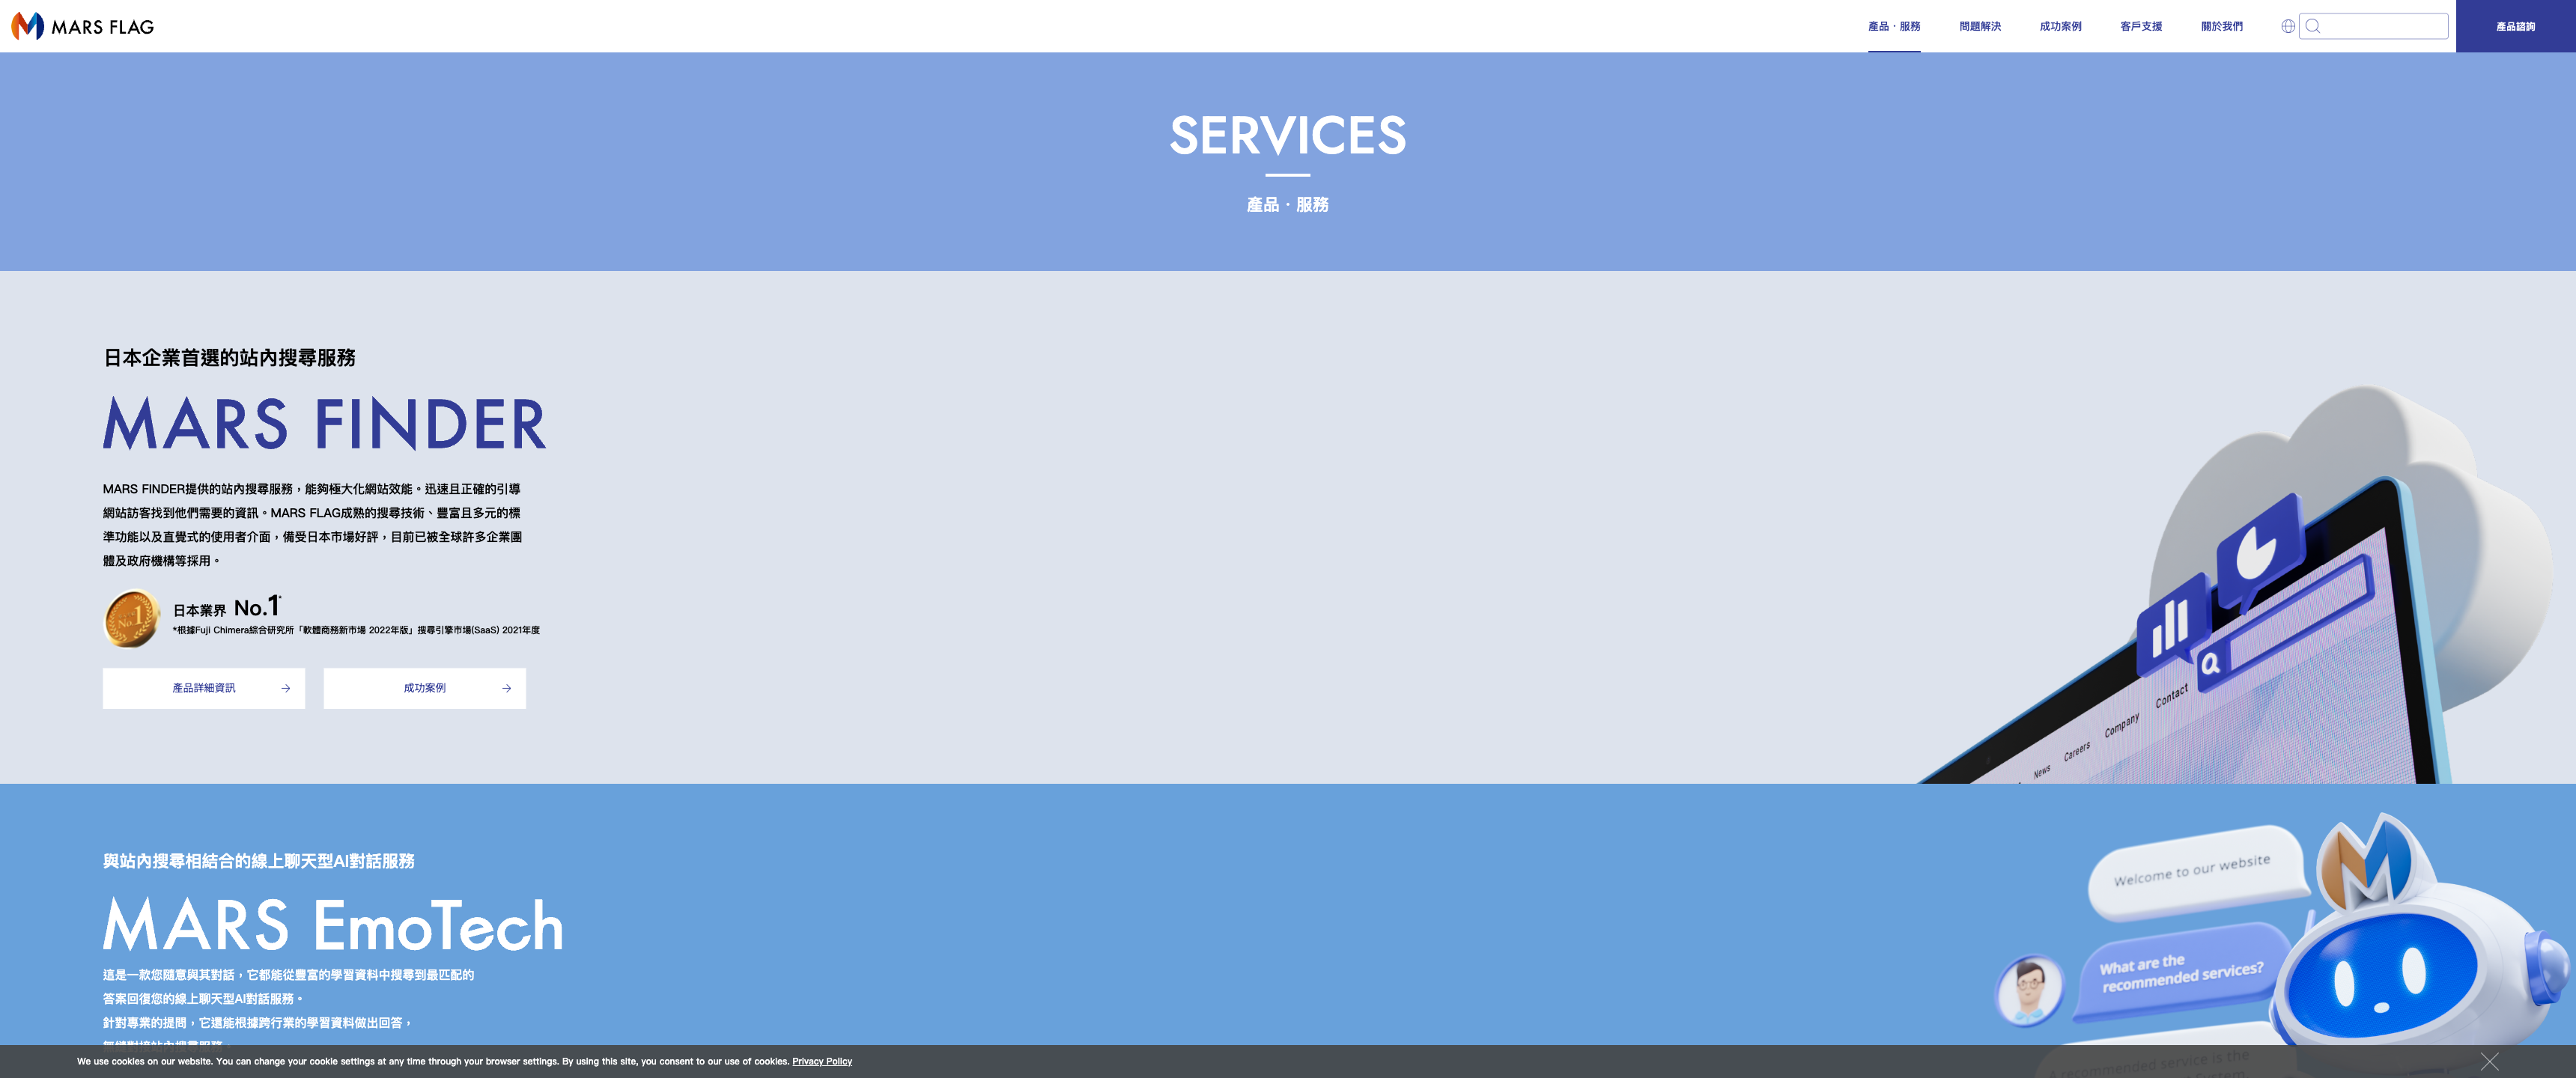 MARS FLAG
產品・服務
問題解決
成功案例
客戶支援
關於我們
產品諮詢
SERVICES
產品・服務
日本企業首選的站內搜尋服務
MARS FINDER
MARS FINDER提供的站內搜尋服務，能夠極大化網站效能。迅速且正確的引導
網站訪客找到他們需要的資訊。MARS FLAG成熟的搜尋技術、豐富且多元的標
準功能以及直覺式的使用者介面，備受日本市場好評，目前已被全球許多企業團
體及政府機構等採用。
No.1
日本業界 No.1*
*根據Fuji Chimera綜合研究所「軟體商務新市場 2022年版」搜尋引擎市場(SaaS) 2021年度
產品詳細資訊
成功案例
News
Careers
Company
Contact
與站內搜尋相結合的線上聊天型AI對話服務
MARS EmoTech
這是一款您隨意與其對話，它都能從豐富的學習資料中搜尋到最匹配的
答案回復您的線上聊天型AI對話服務。
針對專業的提問，它還能根據跨行業的學習資料做出回答，
Welcome to our website
What are the
recommended services?
A recommended service is the
We use cookies on our website. You can change your cookie settings at any time through your browser settings. By using this site, you consent to our use of cookies. Privacy Policy